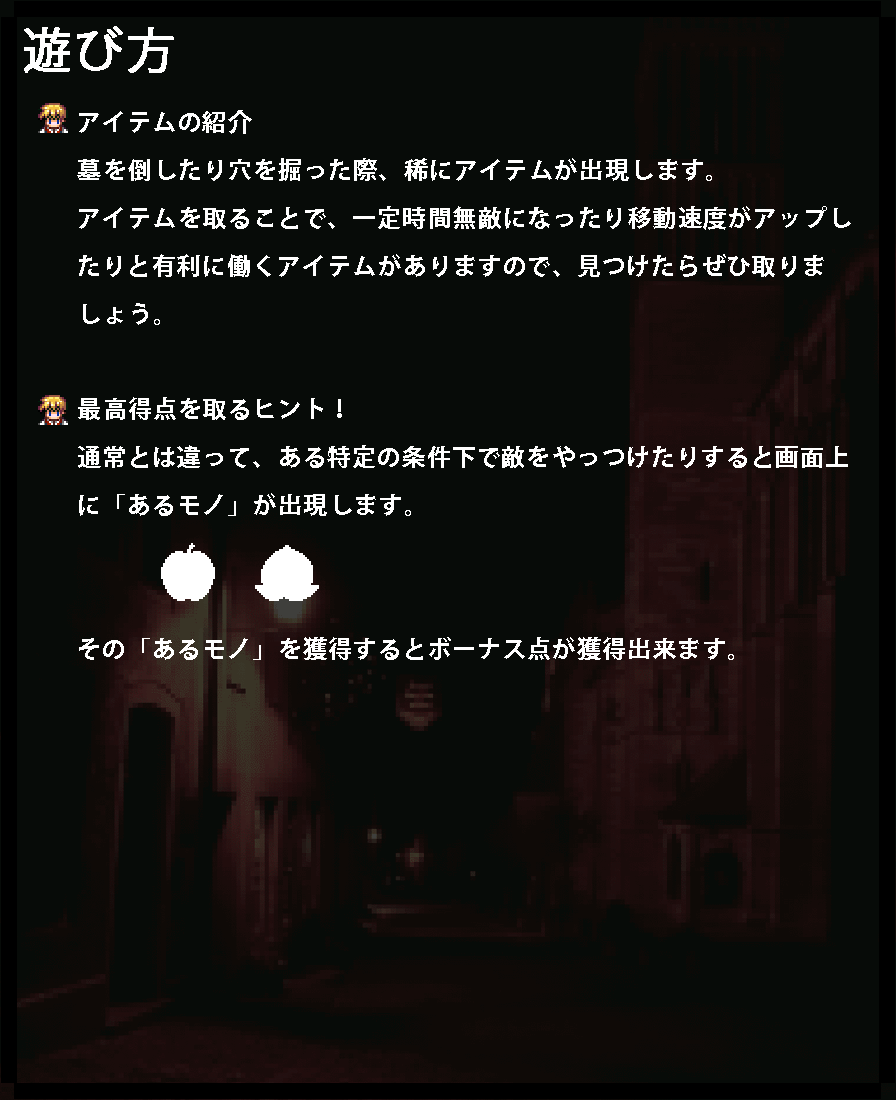 遊び方
アイテムの紹介
墓を倒したり穴を掘った際、稀にアイテムが出現します。
アイテムを取ることで、一定時間無敵になったり移動速度がアップし
たりと有利に働くアイテムがありますので、見つけたらぜひ取りま
しょう。
最高得点を取るヒント！
通常とは違って、ある特定の条件下で敵をやっつけたりすると画面上
に「あるモノ」が出現します。
その「あるモノ」を獲得するとボーナス点が獲得出来ます。